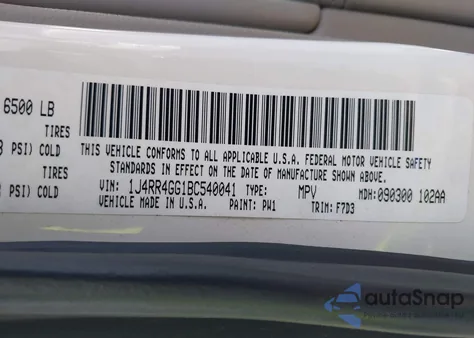 6500 LB
TIRES
PSI) COLD
THIS VEHICLE CONFORMS TO ALL APPLICABLE U.S.A. FEDERAL MOTOR VEHICLE SAFETY
STANDARDS IN EFFECT ON THE DATE OF MANUFACTURE SHOWN ABOVE.
TIRES
PSI) COLD
VIN: 1J4RR4GG1BC540041 TYPE: MPV MDH: 090300 102AA
VEHICLE MADE IN U.S.A. PAINT: PW1 TRIM: F7D3
autoSnap